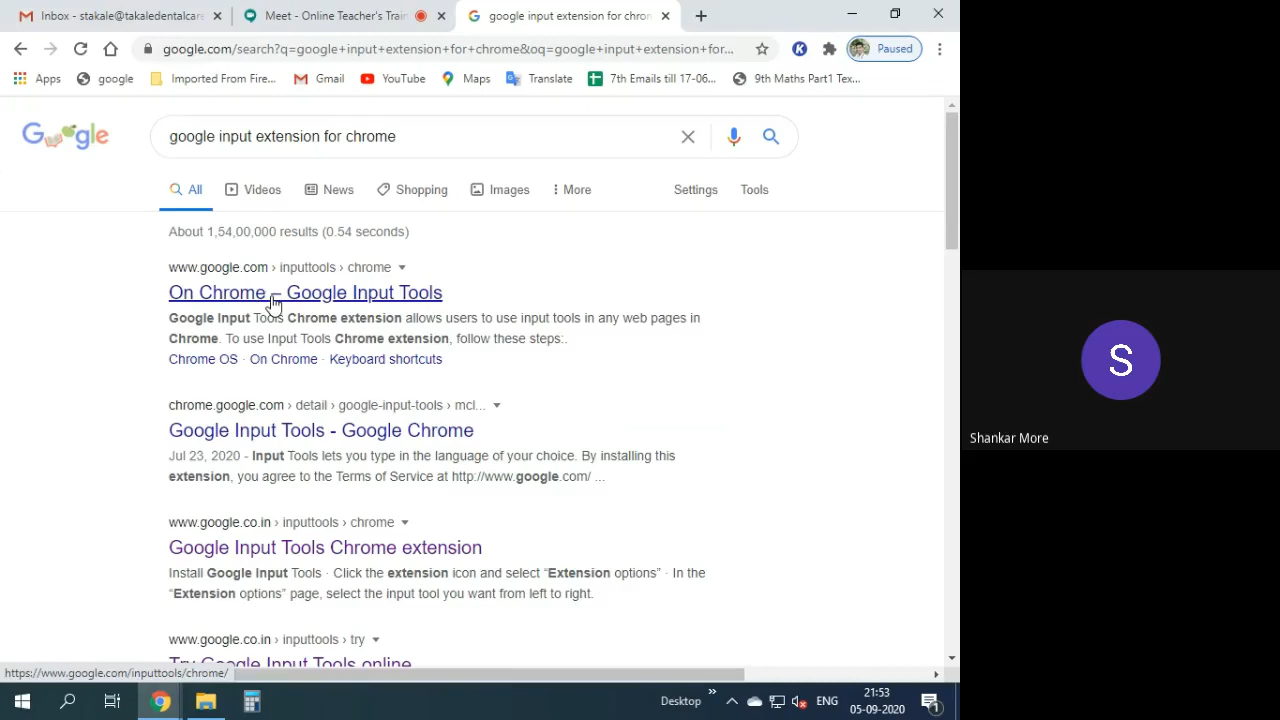 Inbox - stakale@takaledentalcare
Meet - Online Teacher's Train
google input extension for chrom
google.com/search?q=google+input+extension+for+chrome&oq=google+input+extension+for...
K
Paused
Apps
google
Imported From Fire...
Gmail
YouTube
Maps
Translate
7th Emails till 17-06...
9th Maths Part1 Tex...
Google
google input extension for chrome
All
Videos
News
Shopping
Images
More
Settings
Tools
About 1,54,00,000 results (0.54 seconds)
www.google.com › inputtools › chrome
On Chrome – Google Input Tools
Google Input Tools Chrome extension allows users to use input tools in any web pages in
Chrome. To use Input Tools Chrome extension, follow these steps:.
Chrome OS · On Chrome · Keyboard shortcuts
chrome.google.com › detail › google-input-tools › mcl...
Google Input Tools - Google Chrome
Jul 23, 2020 - Input Tools lets you type in the language of your choice. By installing this
extension, you agree to the Terms of Service at http://www.google.com/ ...
www.google.co.in › inputtools › chrome
Google Input Tools Chrome extension
Install Google Input Tools · Click the extension icon and select “Extension options” · In the
“Extension options” page, select the input tool you want from left to right.
www.google.co.in › inputtools › try
Try Google Input Tools online
https://www.google.com/inputtools/chrome/
S
Shankar More
Desktop
ENG
21:53
05-09-2020
1